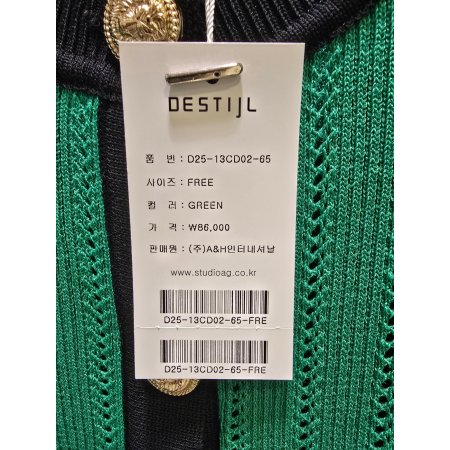 DESTIJL
품 번 : D25-13CD02-65
사이즈 : FREE
컬 러 : GREEN
가 격 : ₩86,000
판매원 : (주)A&H인터내셔날
www.studioag.co.kr
D25-13CD02-65-FRE
D25-13CD02-65-FRE